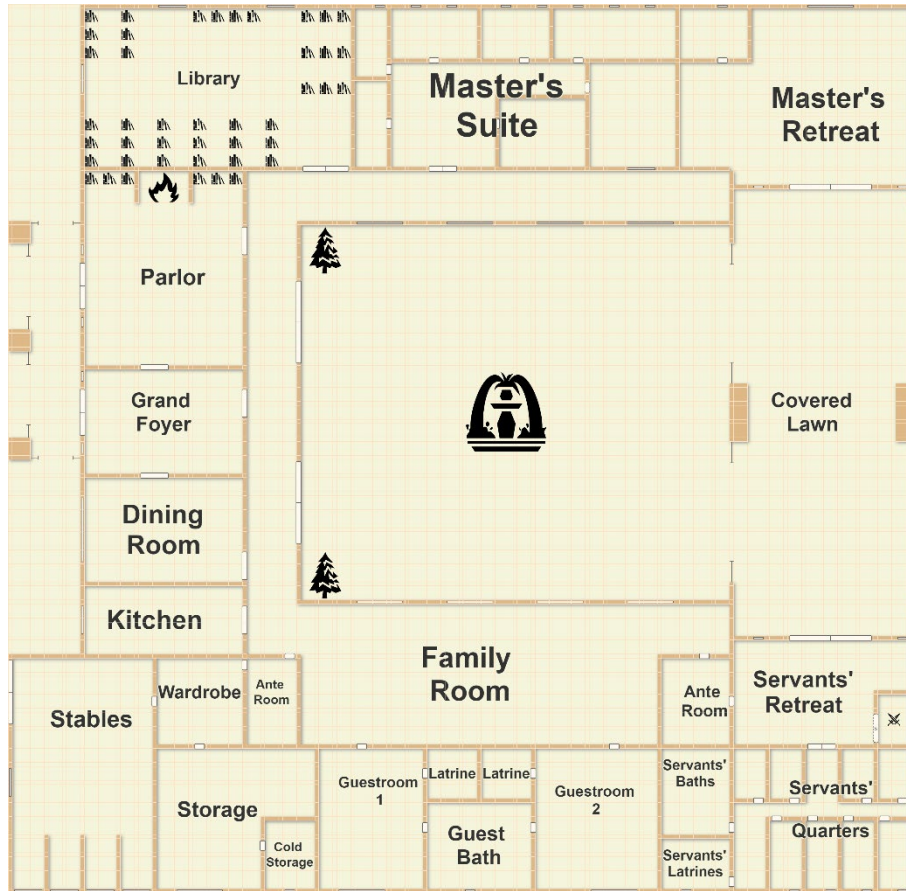 Library
Master's
Suite
Master's
Retreat
Parlor
Grand
Foyer
Covered
Lawn
Dining
Room
Kitchen
Family
Room
Wardrobe
Ante
Room
Ante
Room
Servants'
Retreat
Stables
Storage
Cold
Storage
Guestroom
1
Latrine
Latrine
Guest
Bath
Guestroom
2
Servants'
Baths
Servants'
Latrines
Servants'
Quarters